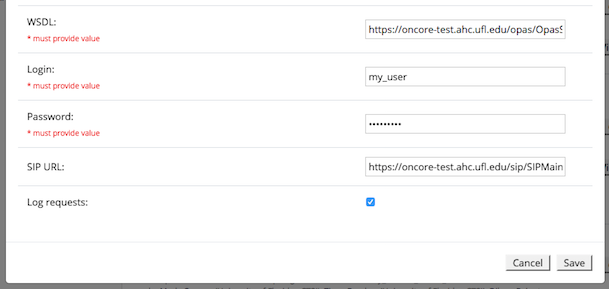 WSDL:
* must provide value
https://oncore-test.ahc.ufl.edu/opas/OpasS
Login:
* must provide value
my_user
Password:
* must provide value
•••••••••
SIP URL:
https://oncore-test.ahc.ufl.edu/sip/SIPMain
Log requests:
Cancel Save